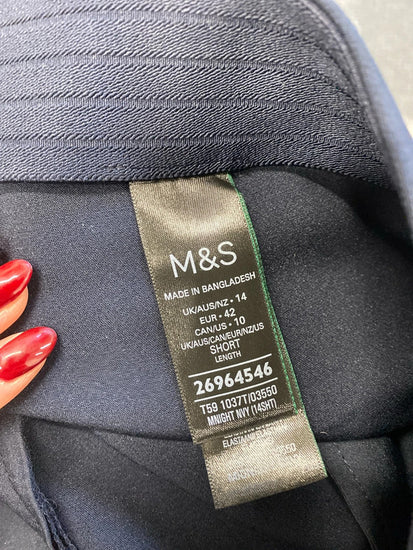 M&S
MADE IN BANGLADESH
UK/AUS/NZ • 14
EUR • 42
CAN/US • 10
UK/AUS/CAN/EUR/NZ/US
SHORT
LENGTH
26964546
T59 1037T/03550
MNIGHT NVY (14SHT)